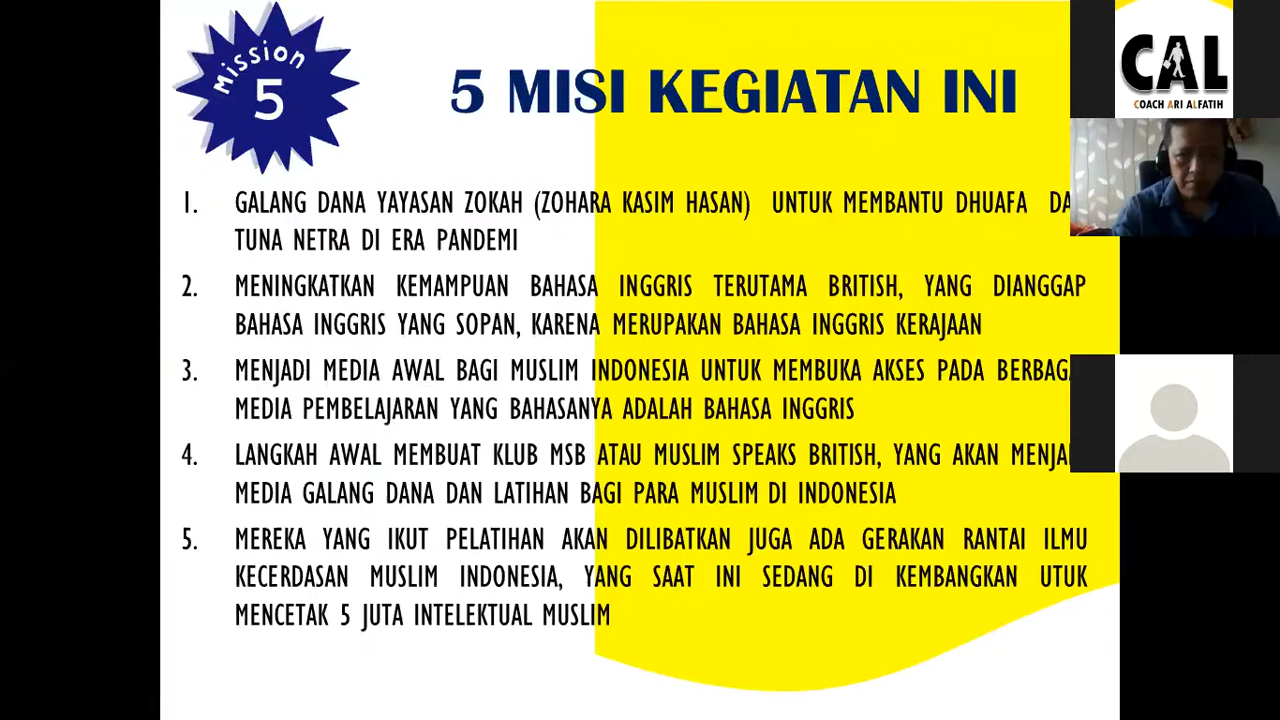 Mission
5
5 MISI KEGIATAN INI
CAL
COACH ARI ALFATIH
1. GALANG DANA YAYASAN ZOKAH (ZOHARA KASIM HASAN) UNTUK MEMBANTU DHUAFA
TUNA NETRA DI ERA PANDEMI
2. MENINGKATKAN KEMAMPUAN BAHASA INGGRIS TERUTAMA BRITISH, YANG DIANGGAP
BAHASA INGGRIS YANG SOPAN, KARENA MERUPAKAN BAHASA INGGRIS KERAJAAN
3. MENJADI MEDIA AWAL BAGI MUSLIM INDONESIA UNTUK MEMBUKA AKSES PADA
MEDIA PEMBELAJARAN YANG BAHASANYA ADALAH BAHASA INGGRIS
4. LANGKAH AWAL MEMBUAT KLUB MSB ATAU MUSLIM SPEAKS BRITISH, YANG AKAN
MEDIA GALANG DANA DAN LATIHAN BAGI PARA MUSLIM DI INDONESIA
5. MEREKA YANG IKUT PELATIHAN AKAN DILIBATKAN JUGA ADA GERAKAN RANTAI ILMU
KECERDASAN MUSLIM INDONESIA, YANG SAAT INI SEDANG DI KEMBANGKAN UTUK
MENCETAK 5 JUTA INTELEKTUAL MUSLIM